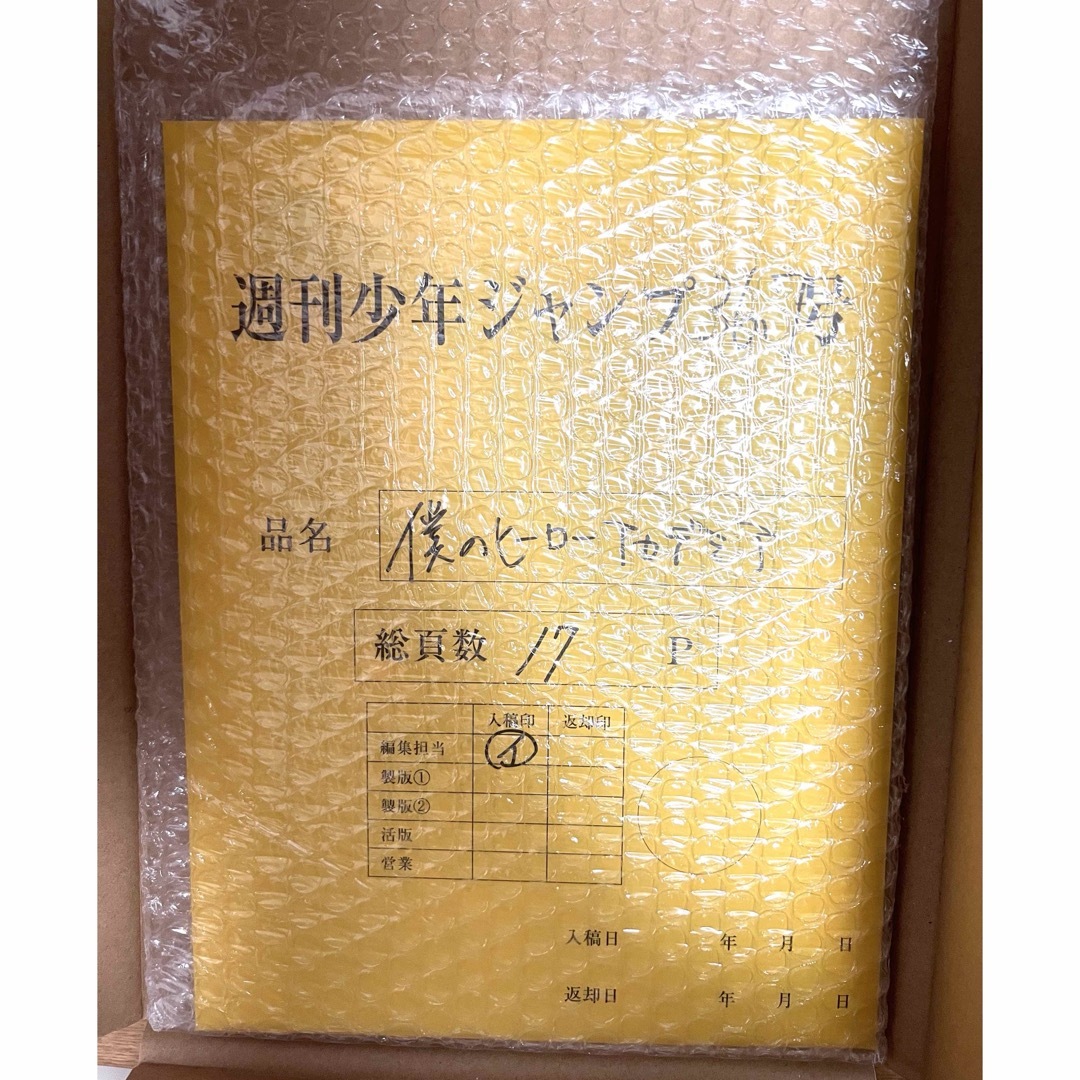 週刊少年ジャンプ 号
品名 僕のヒーローアカデミア
総頁数 17 P
入稿印 返却印
編集担当 イ
製版①
製版②
活版
営業
入稿日 年 月 日
返却日 年 月 日